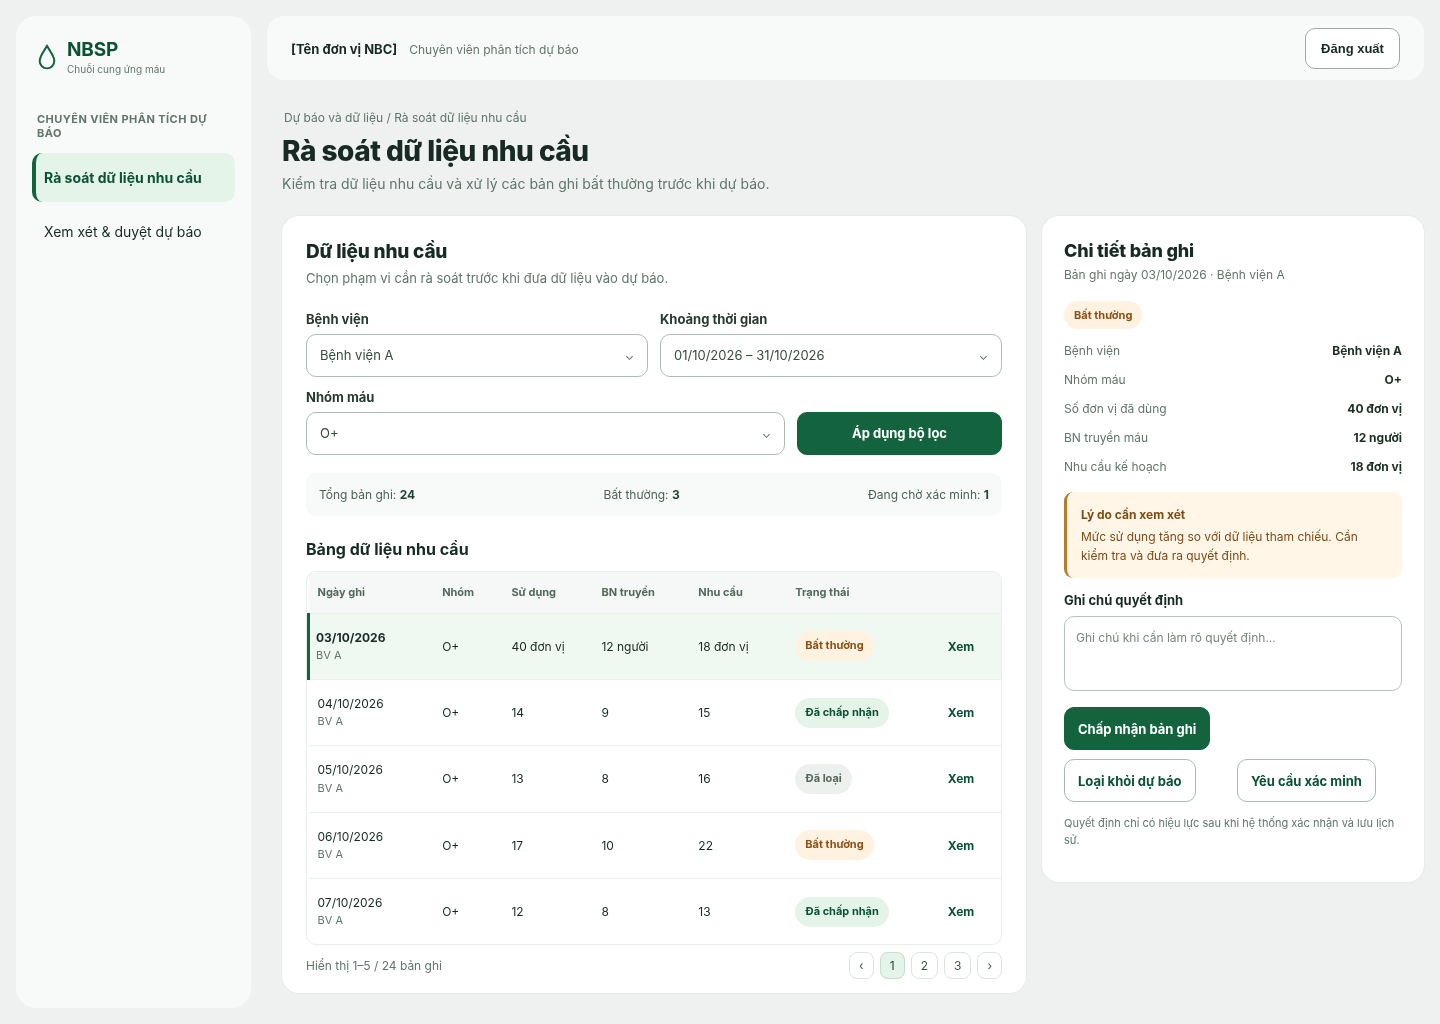 NBSP
Chuỗi cung ứng máu
CHUYÊN VIÊN PHÂN TÍCH DỰ
BÁO
Rà soát dữ liệu nhu cầu
Xem xét & duyệt dự báo
[Tên đơn vị NBC] Chuyên viên phân tích dự báo
Đăng xuất
Dự báo và dữ liệu / Rà soát dữ liệu nhu cầu
Rà soát dữ liệu nhu cầu
Kiểm tra dữ liệu nhu cầu và xử lý các bản ghi bất thường trước khi dự báo.
Dữ liệu nhu cầu
Chọn phạm vi cần rà soát trước khi đưa dữ liệu vào dự báo.
Bệnh viện Khoảng thời gian
Bệnh viện A 01/10/2026 – 31/10/2026
Nhóm máu
O+ Áp dụng bộ lọc
Tổng bản ghi: 24 Bất thường: 3 Đang chờ xác minh: 1
Bảng dữ liệu nhu cầu
Ngày ghi Nhóm Sử dụng BN truyền Nhu cầu Trạng thái
03/10/2026
BV A O+ 40 đơn vị 12 người 18 đơn vị Bất thường Xem
04/10/2026
BV A O+ 14 9 15 Đã chấp nhận Xem
05/10/2026
BV A O+ 13 8 16 Đã loại Xem
06/10/2026
BV A O+ 17 10 22 Bất thường Xem
07/10/2026
BV A O+ 12 8 13 Đã chấp nhận Xem
Hiển thị 1–5 / 24 bản ghi ‹ 1 2 3 ›
Chi tiết bản ghi
Bản ghi ngày 03/10/2026 · Bệnh viện A
Bất thường
Bệnh viện Bệnh viện A
Nhóm máu O+
Số đơn vị đã dùng 40 đơn vị
BN truyền máu 12 người
Nhu cầu kế hoạch 18 đơn vị
Lý do cần xem xét
Mức sử dụng tăng so với dữ liệu tham chiếu. Cần
kiểm tra và đưa ra quyết định.
Ghi chú quyết định
Ghi chú khi cần làm rõ quyết định...
Chấp nhận bản ghi
Loại khỏi dự báo Yêu cầu xác minh
Quyết định chỉ có hiệu lực sau khi hệ thống xác nhận và lưu lịch
sử.